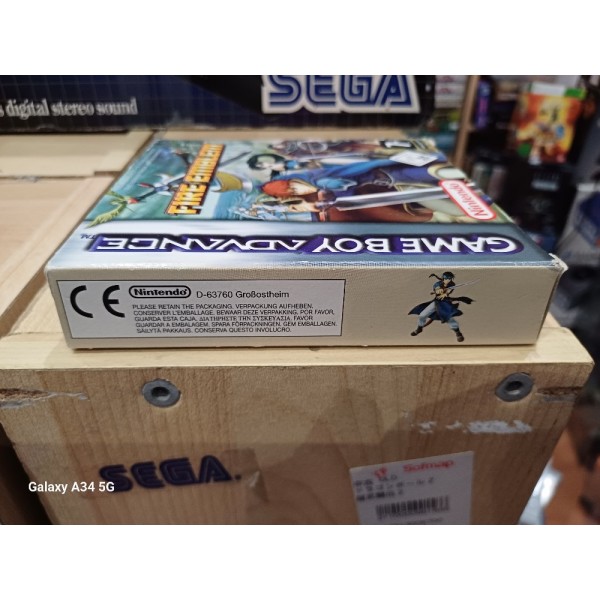 SEGA
digital stereo sound
FIRE EMBLEM
Nintendo
GAME BOY ADVANCE™
CE Nintendo D-63760 Großostheim
PLEASE RETAIN THE PACKAGING. VERPACKUNG AUFHEBEN.
CONSERVER L'EMBALLAGE. BEWAAR DEZE VERPAKKING. POR FAVOR,
GUARDA ESTA CAJA. ΔΙΑΤΗΡΗΣΤΕ ΤΗΝ ΣΥΣΚΕΥΑΣΙΑ. FAVOR
GUARDAR A EMBALAGEM. SPARA FÖRPACKNINGEN. GEM EMBALLAGEN.
SÄILYTÄ PAKKAUS. CONSERVA QUESTO INVOLUCRO.
SEGA
Softmap
Galaxy A34 5G